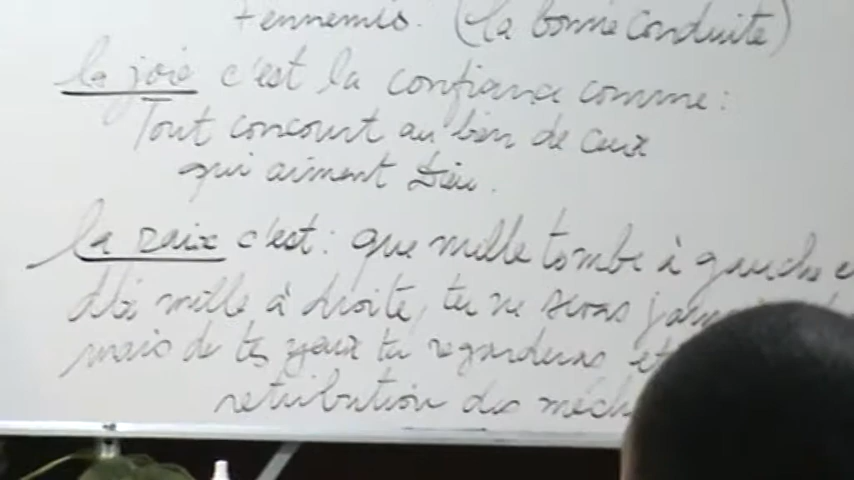 +ennemis. (la bonne conduite)
la joie c'est la confiance comme :
Tout concourt au bien de ceux
qui aiment Dieu.
la paix c'est : que mille tombe à gauche e
dix mille à droite, tu ne seras jam
mais de tes yeux tu regarderas et
retribution des méch